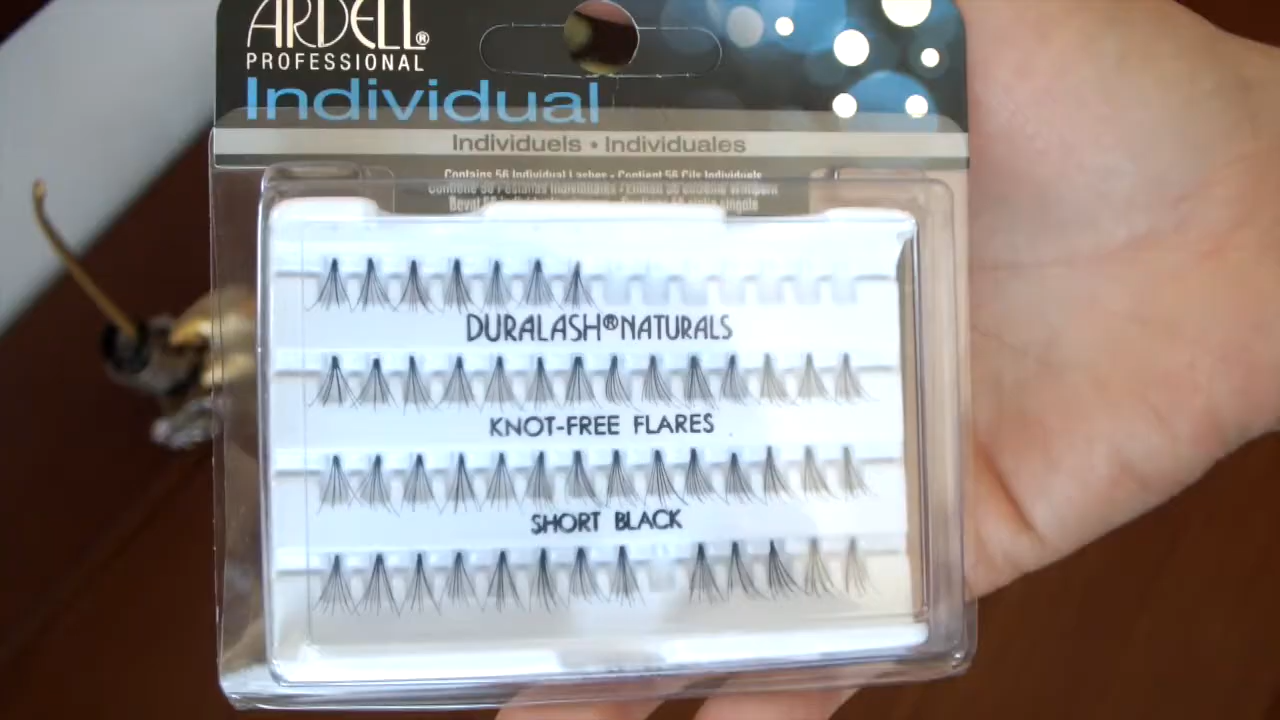 ARDELL®
PROFESSIONAL
Individual
Individuels • Individuales
Contains 56 Individual Lashes • Contient 56 Cils Individuels
DURALASH®NATURALS
KNOT-FREE FLARES
SHORT BLACK